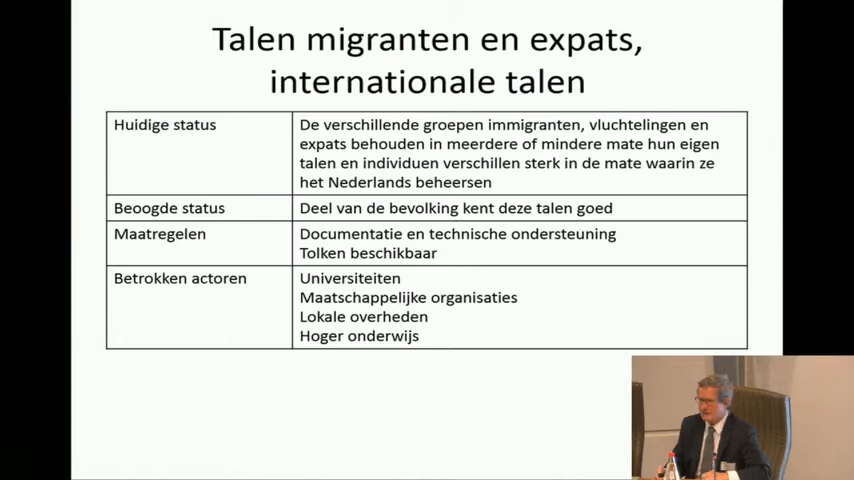 Talen migranten en expats,
internationale talen
Huidige status
De verschillende groepen immigranten, vluchtelingen en
expats behouden in meerdere of mindere mate hun eigen
talen en individuen verschillen sterk in de mate waarin ze
het Nederlands beheersen
Beoogde status
Deel van de bevolking kent deze talen goed
Maatregelen
Documentatie en technische ondersteuning
Tolken beschikbaar
Betrokken actoren
Universiteiten
Maatschappelijke organisaties
Lokale overheden
Hoger onderwijs